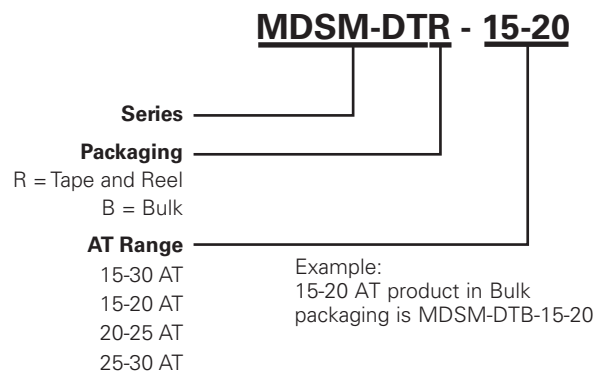 MDSM-DTR - 15-20
Series
Packaging
R = Tape and Reel
B = Bulk
AT Range
15-30 AT
15-20 AT
20-25 AT
25-30 AT
Example:
15-20 AT product in Bulk
packaging is MDSM-DTB-15-20